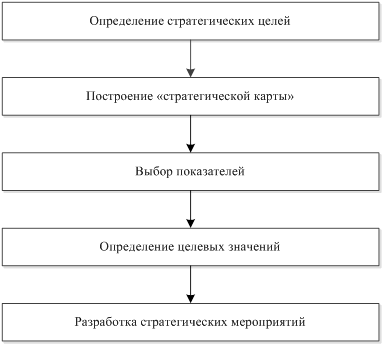 Определение стратегических целей
Построение «стратегической карты»
Выбор показателей
Определение целевых значений
Разработка стратегических мероприятий